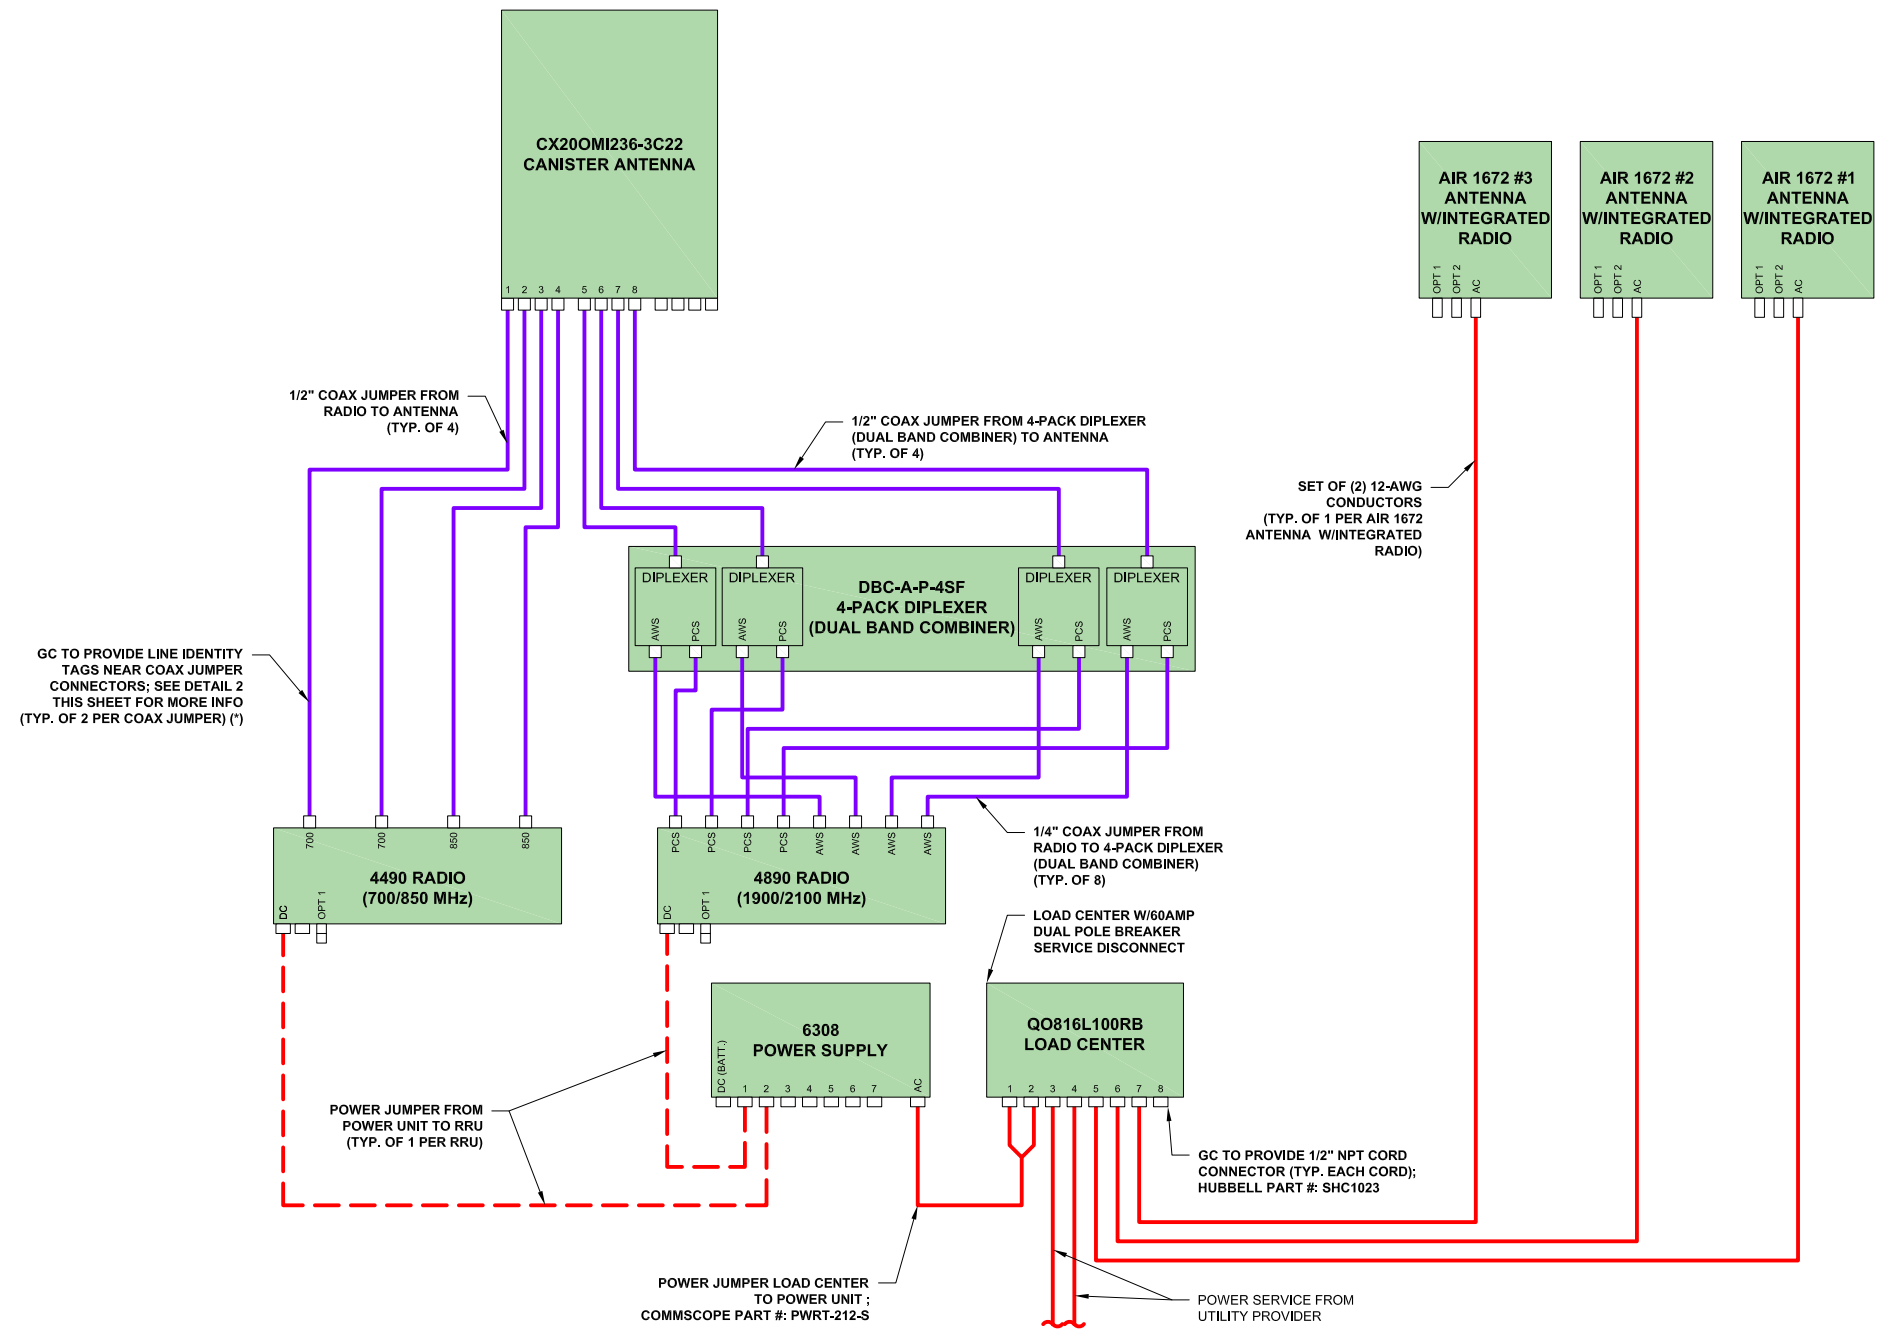 CX20OMI236-3C22
CANISTER ANTENNA
1 2 3 4 5 6 7 8
AIR 1672 #3
ANTENNA
W/INTEGRATED
RADIO
OPT 1
OPT 2
AC
AIR 1672 #2
ANTENNA
W/INTEGRATED
RADIO
OPT 1
OPT 2
AC
AIR 1672 #1
ANTENNA
W/INTEGRATED
RADIO
OPT 1
OPT 2
AC
1/2" COAX JUMPER FROM
RADIO TO ANTENNA
(TYP. OF 4)
1/2" COAX JUMPER FROM 4-PACK DIPLEXER
(DUAL BAND COMBINER) TO ANTENNA
(TYP. OF 4)
SET OF (2) 12-AWG
CONDUCTORS
(TYP. OF 1 PER AIR 1672
ANTENNA W/INTEGRATED
RADIO)
DIPLEXER
AWS
PCS
DIPLEXER
AWS
PCS
DBC-A-P-4SF
4-PACK DIPLEXER
(DUAL BAND COMBINER)
DIPLEXER
AWS
PCS
DIPLEXER
AWS
PCS
GC TO PROVIDE LINE IDENTITY
TAGS NEAR COAX JUMPER
CONNECTORS; SEE DETAIL 2
THIS SHEET FOR MORE INFO
(TYP. OF 2 PER COAX JUMPER) (*)
700
700
850
850
4490 RADIO
(700/850 MHz)
DC
OPT 1
PCS
PCS
PCS
PCS
AWS
AWS
AWS
AWS
4890 RADIO
(1900/2100 MHz)
DC
OPT 1
1/4" COAX JUMPER FROM
RADIO TO 4-PACK DIPLEXER
(DUAL BAND COMBINER)
(TYP. OF 8)
LOAD CENTER W/60AMP
DUAL POLE BREAKER
SERVICE DISCONNECT
6308
POWER SUPPLY
DC (BATT.)
1 2 3 4 5 6 7
AC
QO816L100RB
LOAD CENTER
1 2 3 4 5 6 7 8
POWER JUMPER FROM
POWER UNIT TO RRU
(TYP. OF 1 PER RRU)
GC TO PROVIDE 1/2" NPT CORD
CONNECTOR (TYP. EACH CORD);
HUBBELL PART #: SHC1023
POWER JUMPER LOAD CENTER
TO POWER UNIT ;
COMMSCOPE PART #: PWRT-212-S
POWER SERVICE FROM
UTILITY PROVIDER